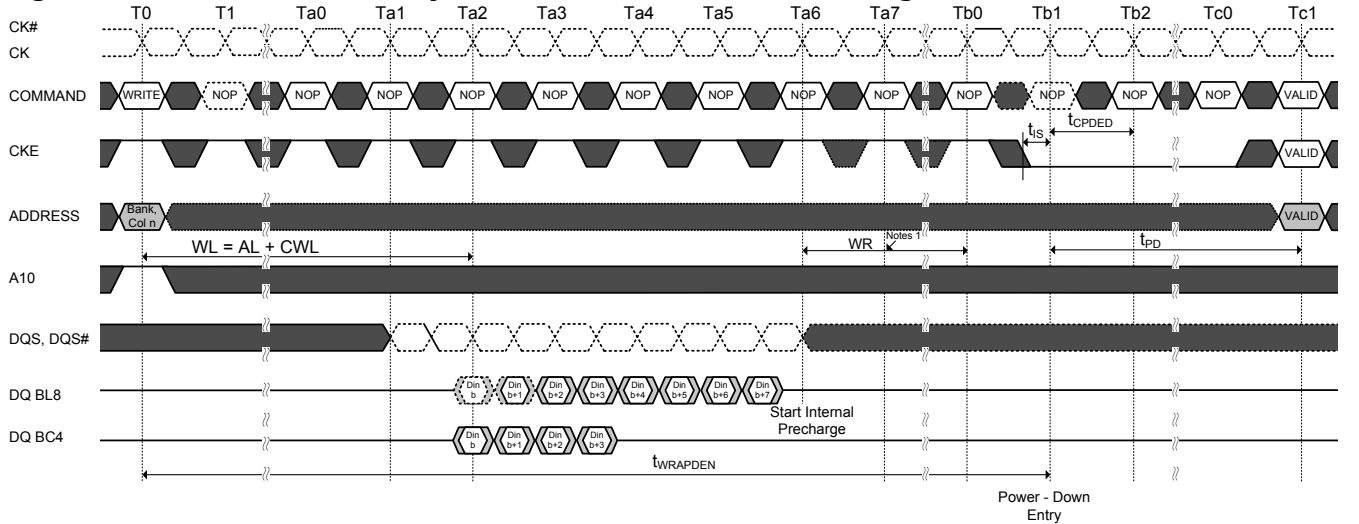 T0 T1 Ta0 Ta1 Ta2 Ta3 Ta4 Ta5 Ta6 Ta7 Tb0 Tb1 Tb2 Tc0 Tc1
CK#
CK
COMMAND WRITE NOP NOP NOP NOP NOP NOP NOP NOP NOP NOP NOP NOP NOP VALID
tIS tCPDED
CKE VALID
ADDRESS Bank, Col n VALID
WL = AL + CWL WR Notes 1 tPD
A10
DQS, DQS#
DQ BL8 Din b Din b+1 Din b+2 Din b+3 Din b+4 Din b+5 Din b+6 Din b+7
Start Internal
Precharge
DQ BC4 Din b Din b+1 Din b+2 Din b+3
tWRAPDEN
Power - Down
Entry